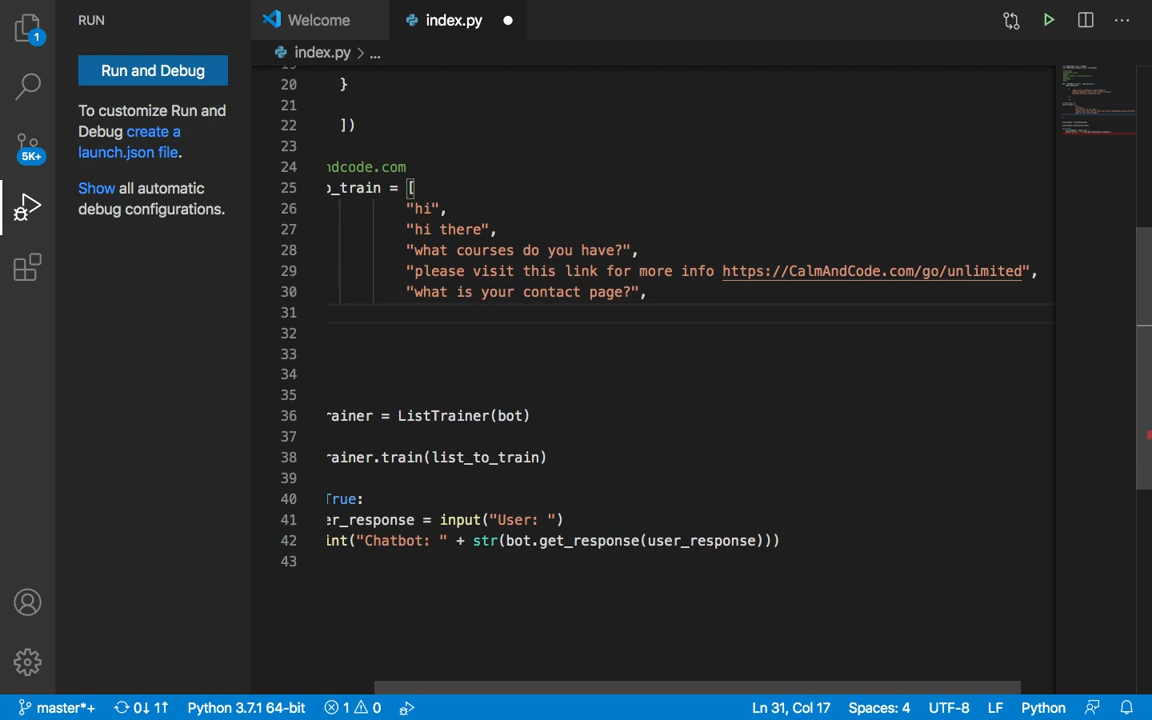 RUN
Welcome
index.py
index.py > ...
1
5K+
Run and Debug
To customize Run and
Debug create a
launch.json file.
Show all automatic
debug configurations.
20 }
21
22 ])
23
24 ndcode.com
25 o_train = [
26 "hi",
27 "hi there",
28 "what courses do you have?",
29 "please visit this link for more info https://CalmAndCode.com/go/unlimited",
30 "what is your contact page?",
31
32
33
34
35
36 rainer = ListTrainer(bot)
37
38 rainer.train(list_to_train)
39
40 True:
41 er_response = input("User: ")
42 int("Chatbot: " + str(bot.get_response(user_response)))
43
master*+ 0↓ 1↑ Python 3.7.1 64-bit 1 0 Ln 31, Col 17 Spaces: 4 UTF-8 LF Python